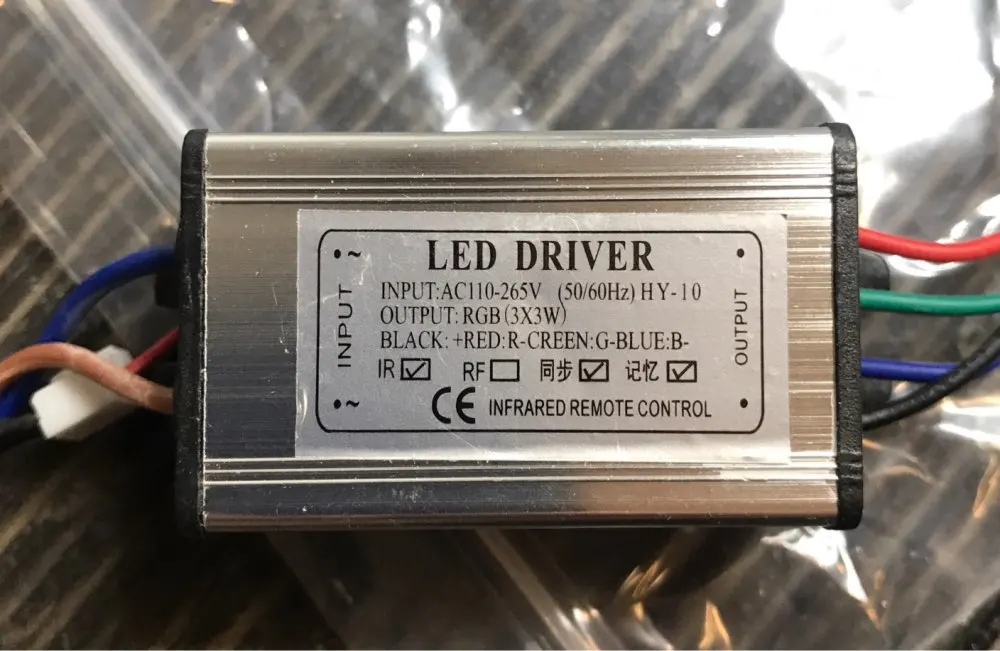 LED DRIVER
INPUT:AC110-265V (50/60Hz) HY-10
OUTPUT: RGB(3X3W)
BLACK: +RED:R-CREEN:G-BLUE:B-
IR ☑ RF☐ 同步☑ 记忆☑
CE INFRARED REMOTE CONTROL
~ INPUT ~
OUTPUT